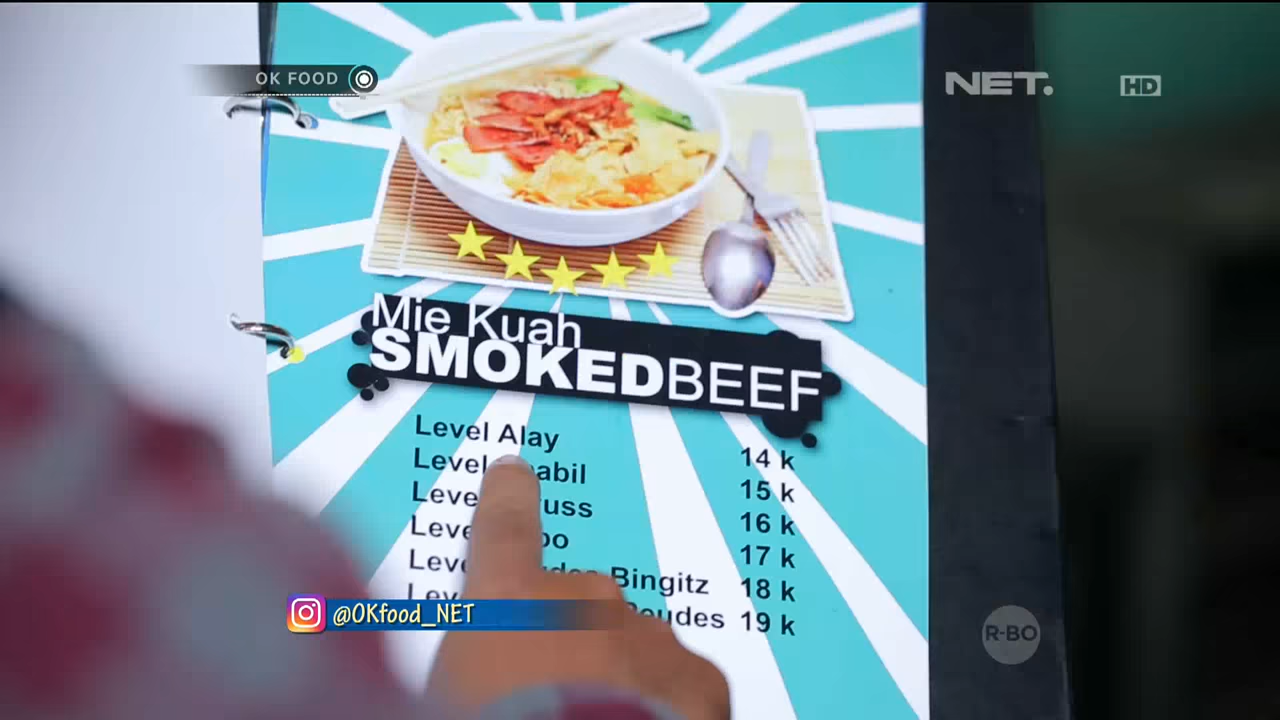 OK FOOD
NET.
HD
Mie Kuah
SMOKEDBEEF
Level Alay 14 k
Level 15 k
16 k
17 k
Bingitz 18 k
19 k
@OKfood_NET
R-BO